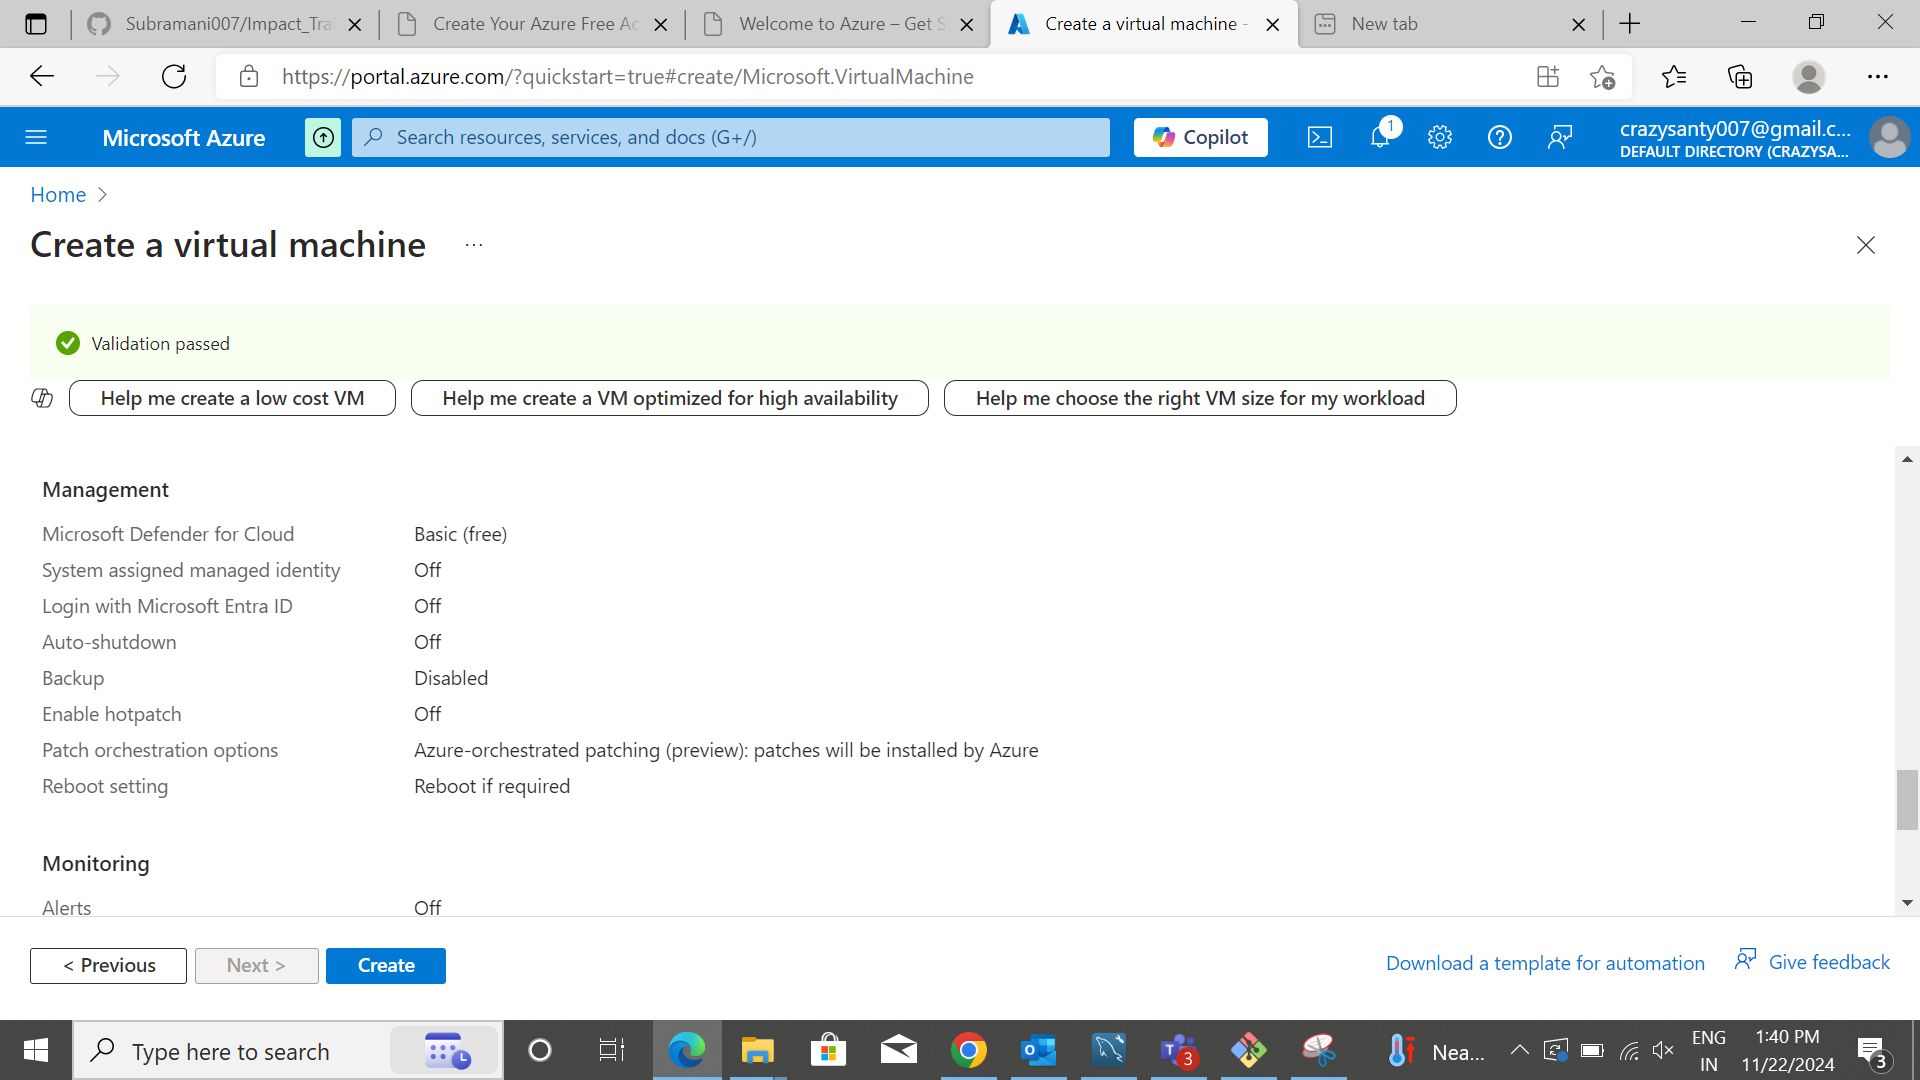 Subramani007/Impact_Tra
Create Your Azure Free Ac
Welcome to Azure – Get S
Create a virtual machine -
New tab
https://portal.azure.com/?quickstart=true#create/Microsoft.VirtualMachine
Microsoft Azure
Search resources, services, and docs (G+/)
Copilot
1
crazysanty007@gmail.c...
DEFAULT DIRECTORY (CRAZYSA...
Home >
Create a virtual machine ...
Validation passed
Help me create a low cost VM
Help me create a VM optimized for high availability
Help me choose the right VM size for my workload
Management
Microsoft Defender for Cloud Basic (free)
System assigned managed identity Off
Login with Microsoft Entra ID Off
Auto-shutdown Off
Backup Disabled
Enable hotpatch Off
Patch orchestration options Azure-orchestrated patching (preview): patches will be installed by Azure
Reboot setting Reboot if required
Monitoring
Alerts Off
< Previous
Next >
Create
Download a template for automation
Give feedback
Type here to search
3
Nea...
ENG
IN
1:40 PM
11/22/2024
3